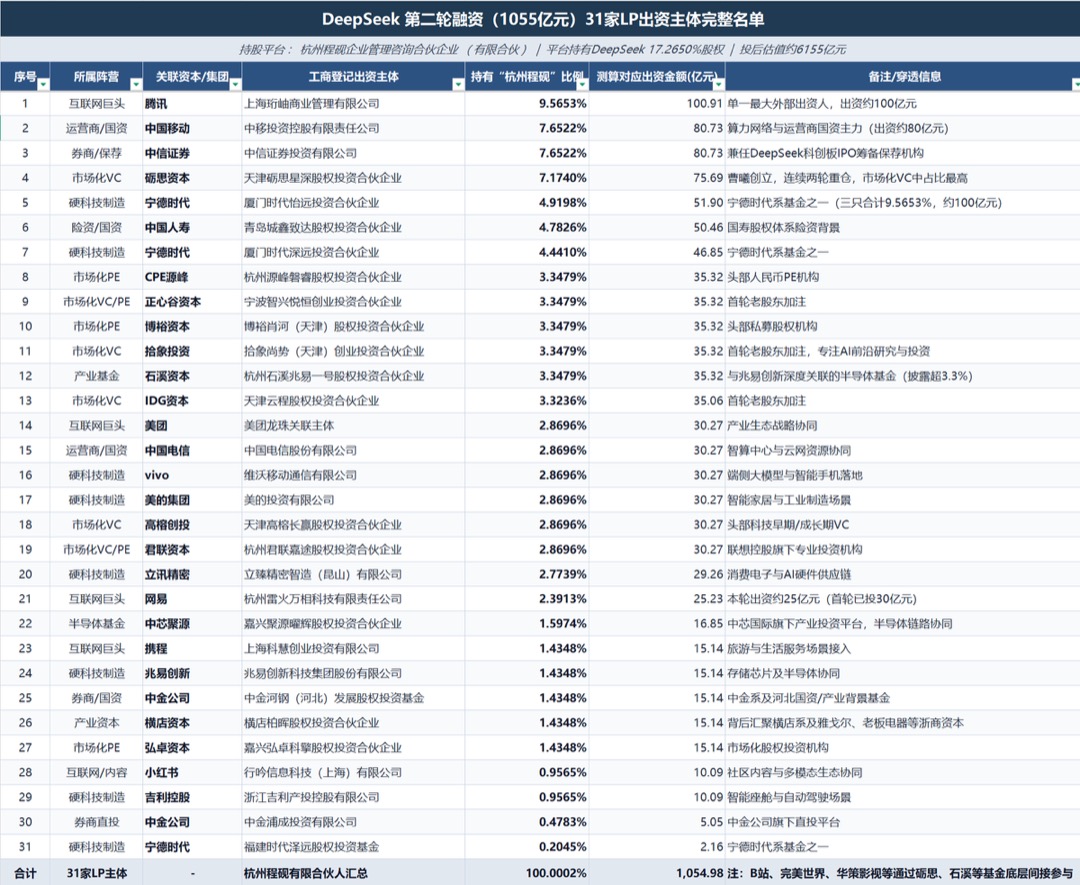 DeepSeek 第二轮融资（1055亿元）31家LP出资主体完整名单
持股平台： 杭州程砚企业管理咨询合伙企业 （有限合伙） | 平台持有DeepSeek 17.2650%股权 | 投后估值约6155亿元
序号 所属阵营 关联资本/集团 工商登记出资主体 持有“杭州程砚”比例 测算对应出资金额(亿元) 备注/穿透信息
1 互联网巨头 腾讯 上海珩岫商业管理有限公司 9.5653% 100.91 单一最大外部出资人，出资约100亿元
2 运营商/国资 中国移动 中移投资控股有限责任公司 7.6522% 80.73 算力网络与运营商国资主力（出资约80亿元）
3 券商/保荐 中信证券 中信证券投资有限公司 7.6522% 80.73 兼任DeepSeek科创板IPO筹备保荐机构
4 市场化VC 砺思资本 天津砺思星深股权投资合伙企业 7.1740% 75.69 曹曦创立，连续两轮重仓，市场化VC中占比最高
5 硬科技制造 宁德时代 厦门时代怡远投资合伙企业 4.9198% 51.90 宁德时代系基金之一（三只合计9.5653%，约100亿元）
6 险资/国资 中国人寿 青岛城鑫致达股权投资合伙企业 4.7826% 50.46 国寿股权体系险资背景
7 硬科技制造 宁德时代 厦门时代深远投资合伙企业 4.4410% 46.85 宁德时代系基金之一
8 市场化PE CPE源峰 杭州源峰磐睿股权投资合伙企业 3.3479% 35.32 头部人民币PE机构
9 市场化VC/PE 正心谷资本 宁波智兴悦恒创业投资合伙企业 3.3479% 35.32 首轮老股东加注
10 市场化PE 博裕资本 博裕肖河（天津）股权投资合伙企业 3.3479% 35.32 头部私募股权机构
11 市场化VC 拾象投资 拾象尚势（天津）创业投资合伙企业 3.3479% 35.32 首轮老股东加注，专注AI前沿研究与投资
12 产业基金 石溪资本 杭州石溪兆易一号股权投资合伙企业 3.3479% 35.32 与兆易创新深度关联的半导体基金（披露超3.3%）
13 市场化VC IDG资本 天津云程股权投资合伙企业 3.3236% 35.06 首轮老股东加注
14 互联网巨头 美团 美团龙珠关联主体 2.8696% 30.27 产业生态战略协同
15 运营商/国资 中国电信 中国电信股份有限公司 2.8696% 30.27 智算中心与云网资源协同
16 硬科技制造 vivo 维沃移动通信有限公司 2.8696% 30.27 端侧大模型与智能手机落地
17 硬科技制造 美的集团 美的投资有限公司 2.8696% 30.27 智能家居与工业制造场景
18 市场化VC 高榕创投 天津高榕长赢股权投资合伙企业 2.8696% 30.27 头部科技早期/成长期VC
19 市场化VC/PE 君联资本 杭州君联嘉途股权投资合伙企业 2.8696% 30.27 联想控股旗下专业投资机构
20 硬科技制造 立讯精密 立臻精密智造（昆山）有限公司 2.7739% 29.26 消费电子与AI硬件供应链
21 互联网巨头 网易 杭州雷火万相科技有限责任公司 2.3913% 25.23 本轮出资约25亿元（首轮已投30亿元）
22 半导体基金 中芯聚源 嘉兴聚源曜辉股权投资合伙企业 1.5974% 16.85 中芯国际旗下产业投资平台，半导体链路协同
23 互联网巨头 携程 上海科慧创业投资有限公司 1.4348% 15.14 旅游与生活服务场景接入
24 硬科技制造 兆易创新 兆易创新科技集团股份有限公司 1.4348% 15.14 存储芯片及半导体协同
25 券商/国资 中金公司 中金河钢（河北）发展股权投资基金 1.4348% 15.14 中金系及河北国资/产业背景基金
26 产业资本 横店资本 横店柏晖股权投资合伙企业 1.4348% 15.14 背后汇聚横店系及雅戈尔、老板电器等浙商资本
27 市场化PE 弘卓资本 嘉兴弘卓科擎股权投资合伙企业 1.4348% 15.14 市场化股权投资机构
28 互联网/内容 小红书 行吟信息科技（上海）有限公司 0.9565% 10.09 社区内容与多模态生态协同
29 硬科技制造 吉利控股 浙江吉利产投控股有限公司 0.9565% 10.09 智能座舱与自动驾驶场景
30 券商直投 中金公司 中金浦成投资有限公司 0.4783% 5.05 中金公司旗下直投平台
31 硬科技制造 宁德时代 福建时代泽远股权投资基金 0.2045% 2.16 宁德时代系基金之一
合计 31家LP主体 - 杭州程砚有限合伙人汇总 100.0002% 1,054.98 注：B站、完美世界、华策影视等通过砺思、石溪等基金底层间接参与